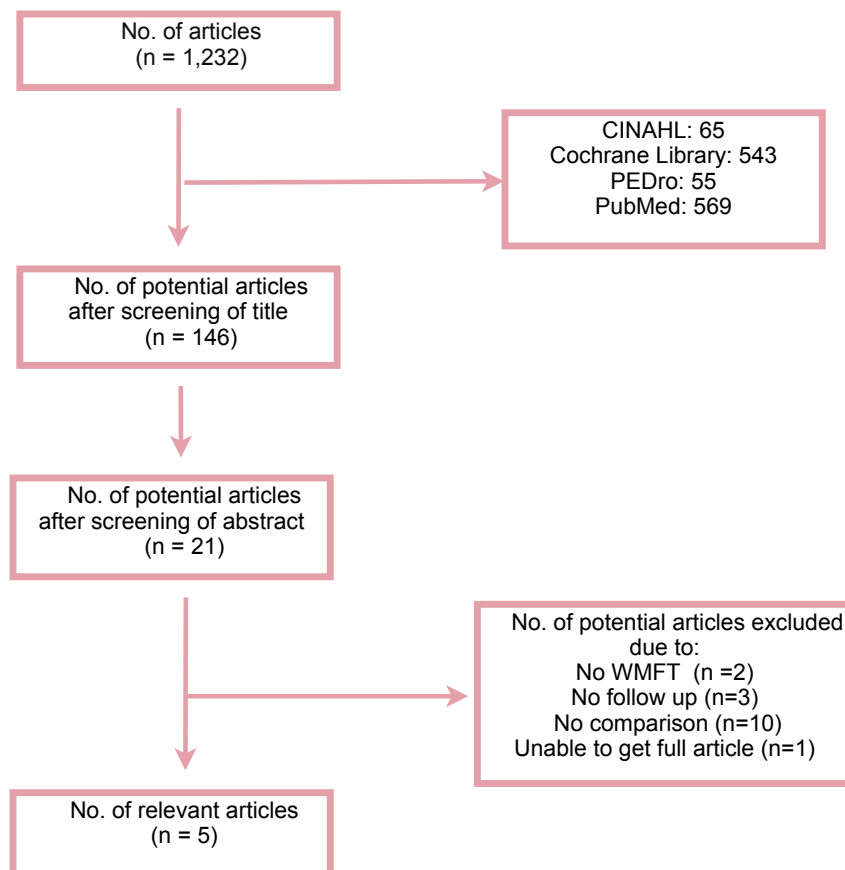 No. of articles
(n = 1,232)
CINAHL: 65
Cochrane Library: 543
PEDro: 55
PubMed: 569
No. of potential articles
after screening of title
(n = 146)
No. of potential articles
after screening of abstract
(n = 21)
No. of potential articles excluded
due to:
No WMFT (n =2)
No follow up (n=3)
No comparison (n=10)
Unable to get full article (n=1)
No. of relevant articles
(n = 5)